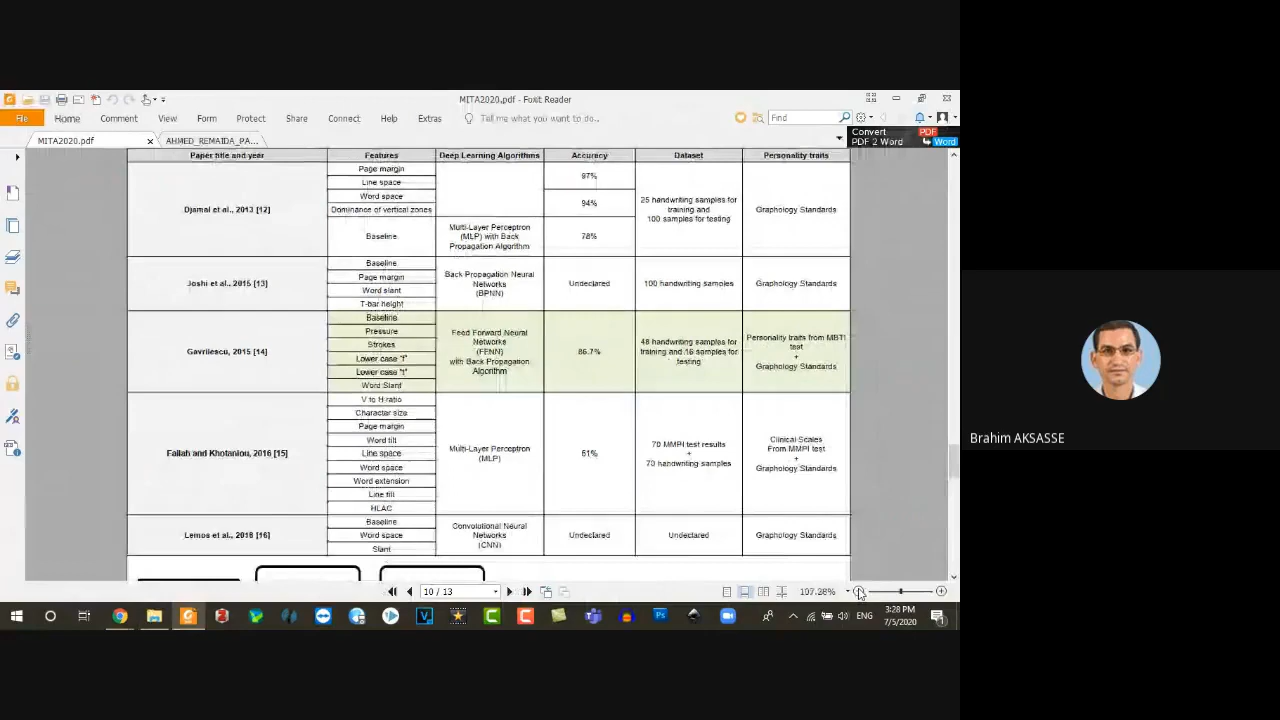 MITA2020.pdf - Foxit Reader
File Home Comment View Form Protect Share Connect Help Extras Tell me what you want to do... Find
MITA2020.pdf AHMED_REMAIDA_PA...
Convert PDF
PDF 2 Word Word
Paper title and year Features Deep Learning Algorithms Accuracy Dataset Personality traits
Djamal et al., 2013 [12]
Page margin
Line space
97%
Word space
Dominance of vertical zones
94%
Baseline
Multi-Layer Perceptron
(MLP) with Back
Propagation Algorithm
78%
25 handwriting samples for
training and
100 samples for testing
Graphology Standards
Joshi et al., 2015 [13]
Baseline
Page margin
Word slant
T-bar height
Back Propagation Neural
Networks
(BPNN)
Undeclared
100 handwriting samples
Graphology Standards
Gavrilescu, 2015 [14]
Baseline
Pressure
Strokes
Lower case "f"
Lower case "t"
Word Slant
Feed Forward Neural
Networks
(FFNN)
with Back Propagation
Algorithm
86.7%
48 handwriting samples for
training and 16 samples for
testing
Personality traits from MBTI
test
+
Graphology Standards
Fallah and Khotanlou, 2016 [15]
V to H ratio
Character size
Page margin
Word tilt
Line space
Word space
Word extension
Line tilt
HLAC
Multi-Layer Perceptron
(MLP)
61%
70 MMPI test results
+
70 handwriting samples
Clinical Scales
From MMPI test
+
Graphology Standards
Lemos et al., 2018 [16]
Baseline
Word space
Slant
Convolutional Neural
Networks
(CNN)
Undeclared
Undeclared
Graphology Standards
10 / 13
107.38%
ENG
3:28 PM
7/5/2020
Brahim AKSASSE